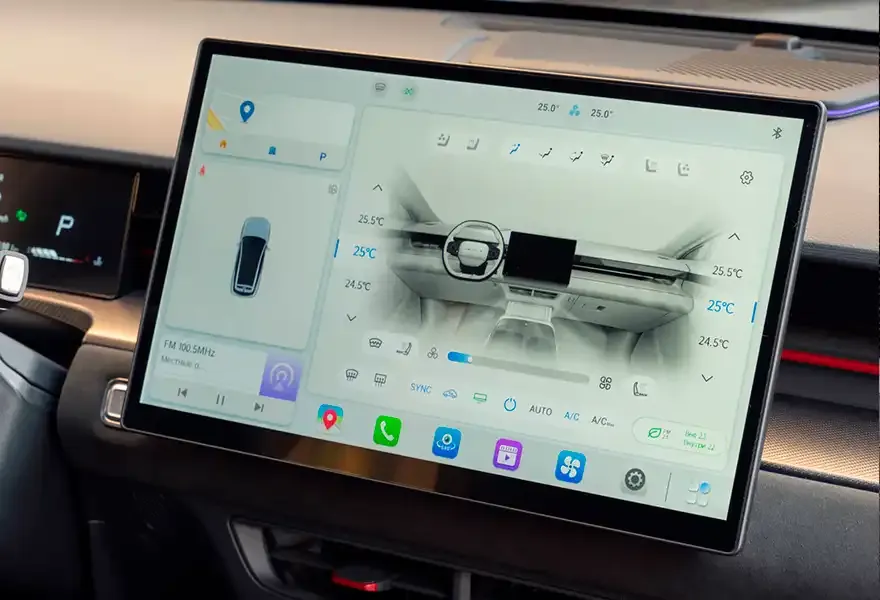 25.0° 25.0°
P
P
25.5℃
25℃
24.5℃
25.5℃
25℃
24.5℃
FM 100.5MHz
SYNC
AUTO
A/C
A/C